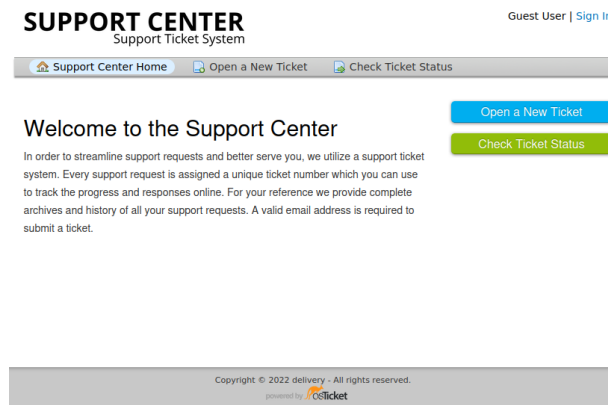 SUPPORT CENTER
Support Ticket System
Guest User | Sign In
Support Center Home
Open a New Ticket
Check Ticket Status
Welcome to the Support Center
In order to streamline support requests and better serve you, we utilize a support ticket
system. Every support request is assigned a unique ticket number which you can use
to track the progress and responses online. For your reference we provide complete
archives and history of all your support requests. A valid email address is required to
submit a ticket.
Open a New Ticket
Check Ticket Status
Copyright © 2022 delivery - All rights reserved.
powered by osTicket